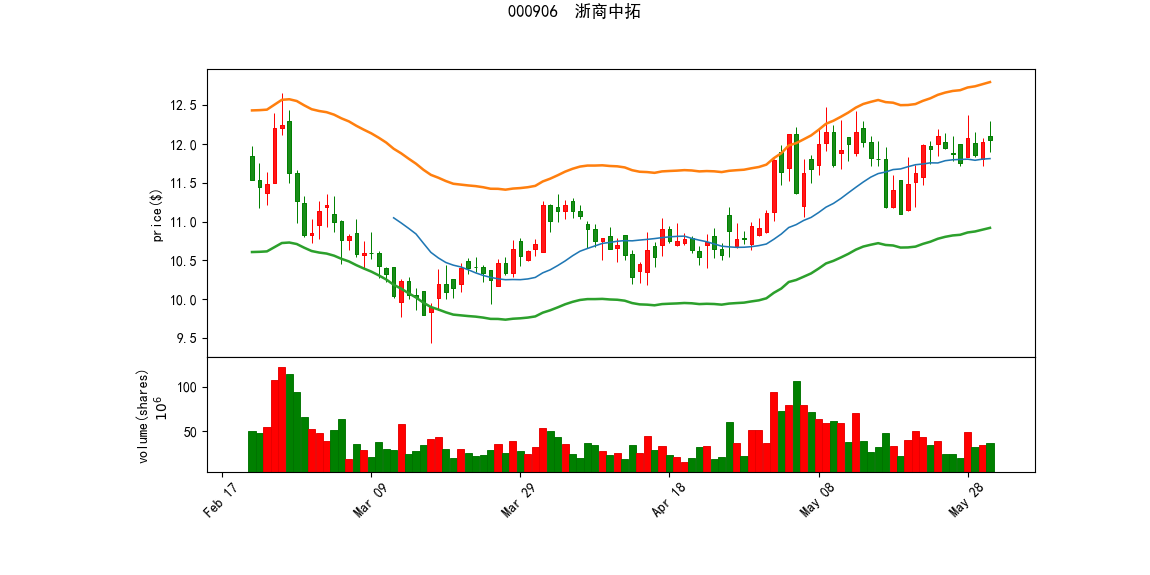 000906 浙商中拓
price($)
12.5
12.0
11.5
11.0
10.5
10.0
9.5
volume(shares)
10^6
100
50
Feb 17
Mar 09
Mar 29
Apr 18
May 08
May 28